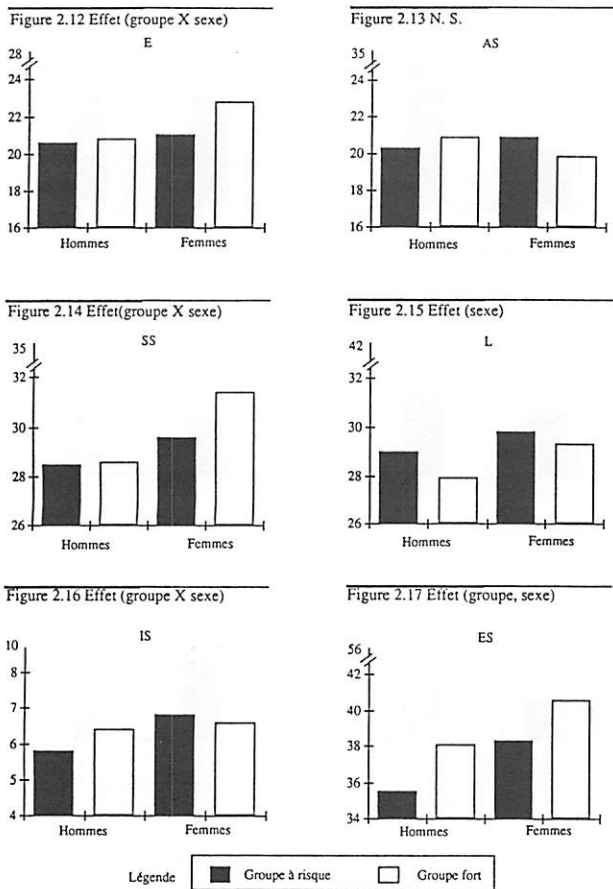 Figure 2.12 Effet (groupe X sexe)
E
28
24
22
20
18
16
Hommes
Femmes
Figure 2.13 N. S.
AS
35
24
22
20
18
16
Hommes
Femmes
Figure 2.14 Effet(groupe X sexe)
SS
35
32
30
28
26
Hommes
Femmes
Figure 2.15 Effet (sexe)
L
42
32
30
28
26
Hommes
Femmes
Figure 2.16 Effet (groupe X sexe)
IS
10
8
7
6
5
4
Hommes
Femmes
Figure 2.17 Effet (groupe, sexe)
ES
56
42
40
38
36
34
Hommes
Femmes
Légende
Groupe à risque
Groupe fort